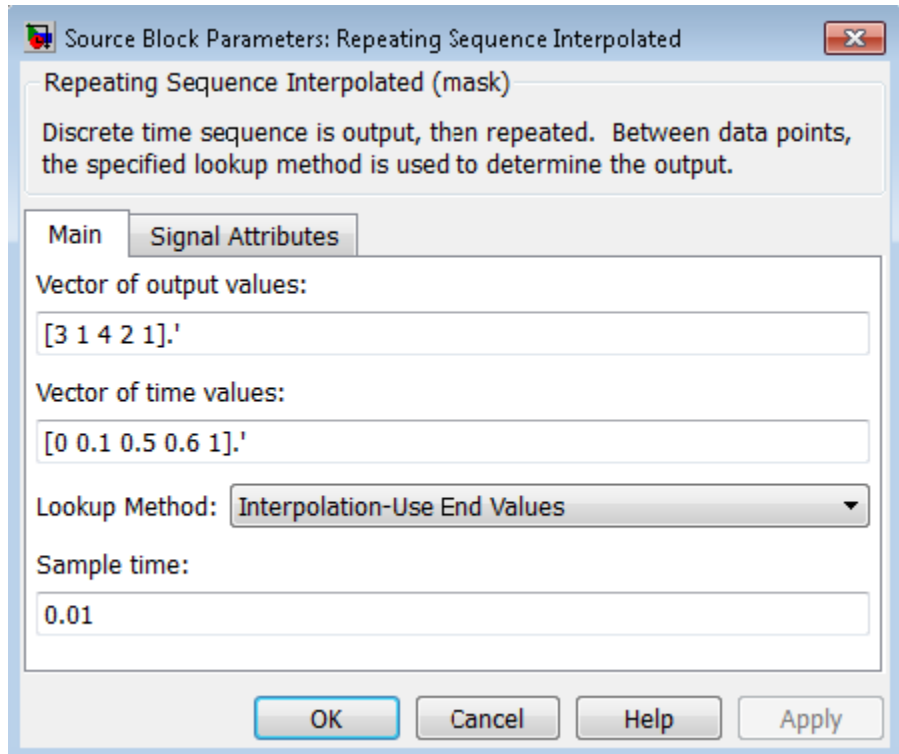 Source Block Parameters: Repeating Sequence Interpolated
Repeating Sequence Interpolated (mask)
Discrete time sequence is output, then repeated. Between data points,
the specified lookup method is used to determine the output.
Main
Signal Attributes
Vector of output values:
[3 1 4 2 1].'
Vector of time values:
[0 0.1 0.5 0.6 1].'
Lookup Method: Interpolation-Use End Values
Sample time:
0.01
OK Cancel Help Apply